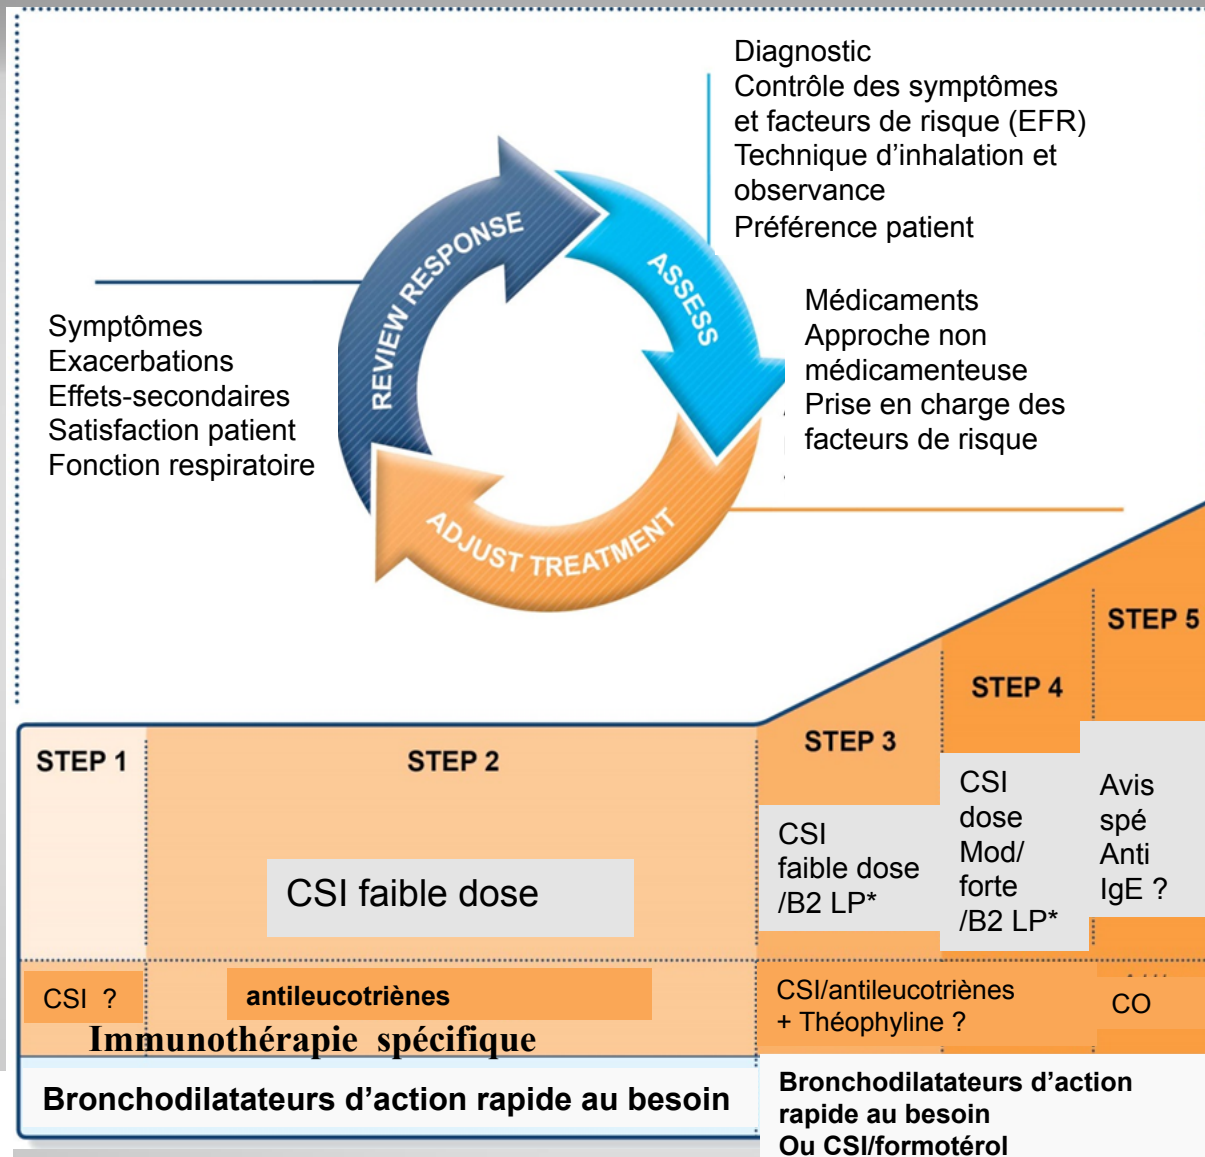 Diagnostic
Contrôle des symptômes
et facteurs de risque (EFR)
Technique d’inhalation et
observance
Préférence patient
REVIEW RESPONSE
ASSESS
ADJUST TREATMENT
Symptômes
Exacerbations
Effets-secondaires
Satisfaction patient
Fonction respiratoire
Médicaments
Approche non
médicamenteuse
Prise en charge des
facteurs de risque
STEP 1
STEP 2
STEP 3
STEP 4
STEP 5
CSI faible dose
CSI
faible dose
/B2 LP*
CSI
dose
Mod/
forte
/B2 LP*
Avis
spé
Anti
IgE ?
CSI ?
antileucotriènes
Immunothérapie spécifique
CSI/antileucotriènes
+ Théophyline ?
CO
Bronchodilatateurs d’action rapide au besoin
Bronchodilatateurs d’action
rapide au besoin
Ou CSI/formotérol